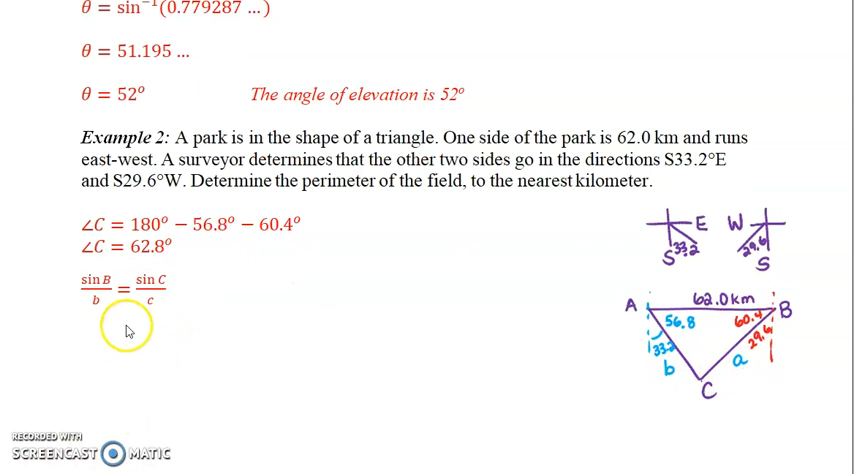 θ = sin⁻¹(0.779287 ...)
θ = 51.195 ...
θ = 52° The angle of elevation is 52°
Example 2: A park is in the shape of a triangle. One side of the park is 62.0 km and runs
east-west. A surveyor determines that the other two sides go in the directions S33.2°E
and S29.6°W. Determine the perimeter of the field, to the nearest kilometer.
∠C = 180° − 56.8° − 60.4°
∠C = 62.8°
sin B / b = sin C / c
E W
33.2 29.6
S S
62.0km
A B
56.8 60.4
33.2 29.6
b a
C
RECORDED WITH
SCREENCAST MATIC